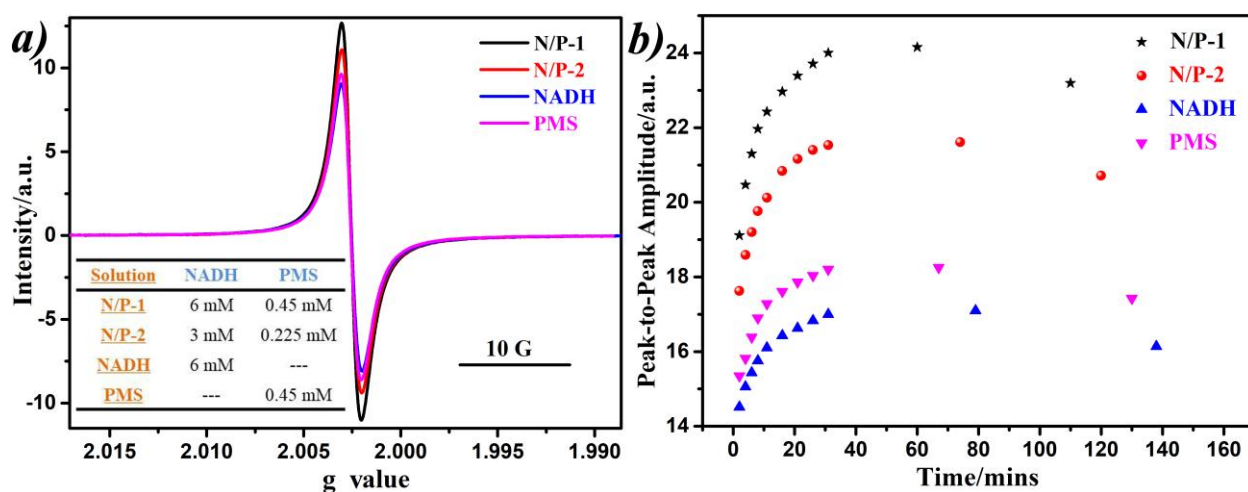 a)
N/P-1
N/P-2
NADH
PMS
10
5
0
-5
-10
Intensity/a.u.
Solution NADH PMS
N/P-1 6 mM 0.45 mM
N/P-2 3 mM 0.225 mM
NADH 6 mM ---
PMS --- 0.45 mM
10 G
2.015 2.010 2.005 2.000 1.995 1.990
g value
b)
N/P-1
N/P-2
NADH
PMS
24
22
20
18
16
14
Peak-to-Peak Amplitude/a.u.
0 20 40 60 80 100 120 140 160
Time/mins